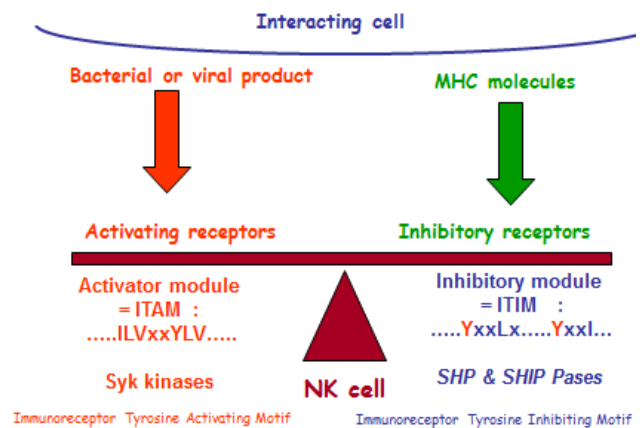 Interacting cell
Bacterial or viral product
MHC molecules
Activating receptors
Inhibitory receptors
Activator module
= ITAM :
.....ILVxxYLV.....
Inhibitory module
= ITIM :
.....YxxLx.....YxxI...
Syk kinases
NK cell
SHP & SHIP Pases
Immunoreceptor Tyrosine Activating Motif
Immunoreceptor Tyrosine Inhibiting Motif